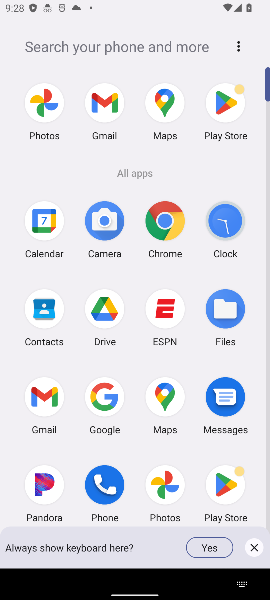 9:28
Search your phone and more
Photos Gmail Maps Play Store
All apps
7
Calendar Camera Chrome Clock
Contacts Drive ESPN Files
Gmail Google Maps Messages
Pandora Phone Photos Play Store
Always show keyboard here? Yes